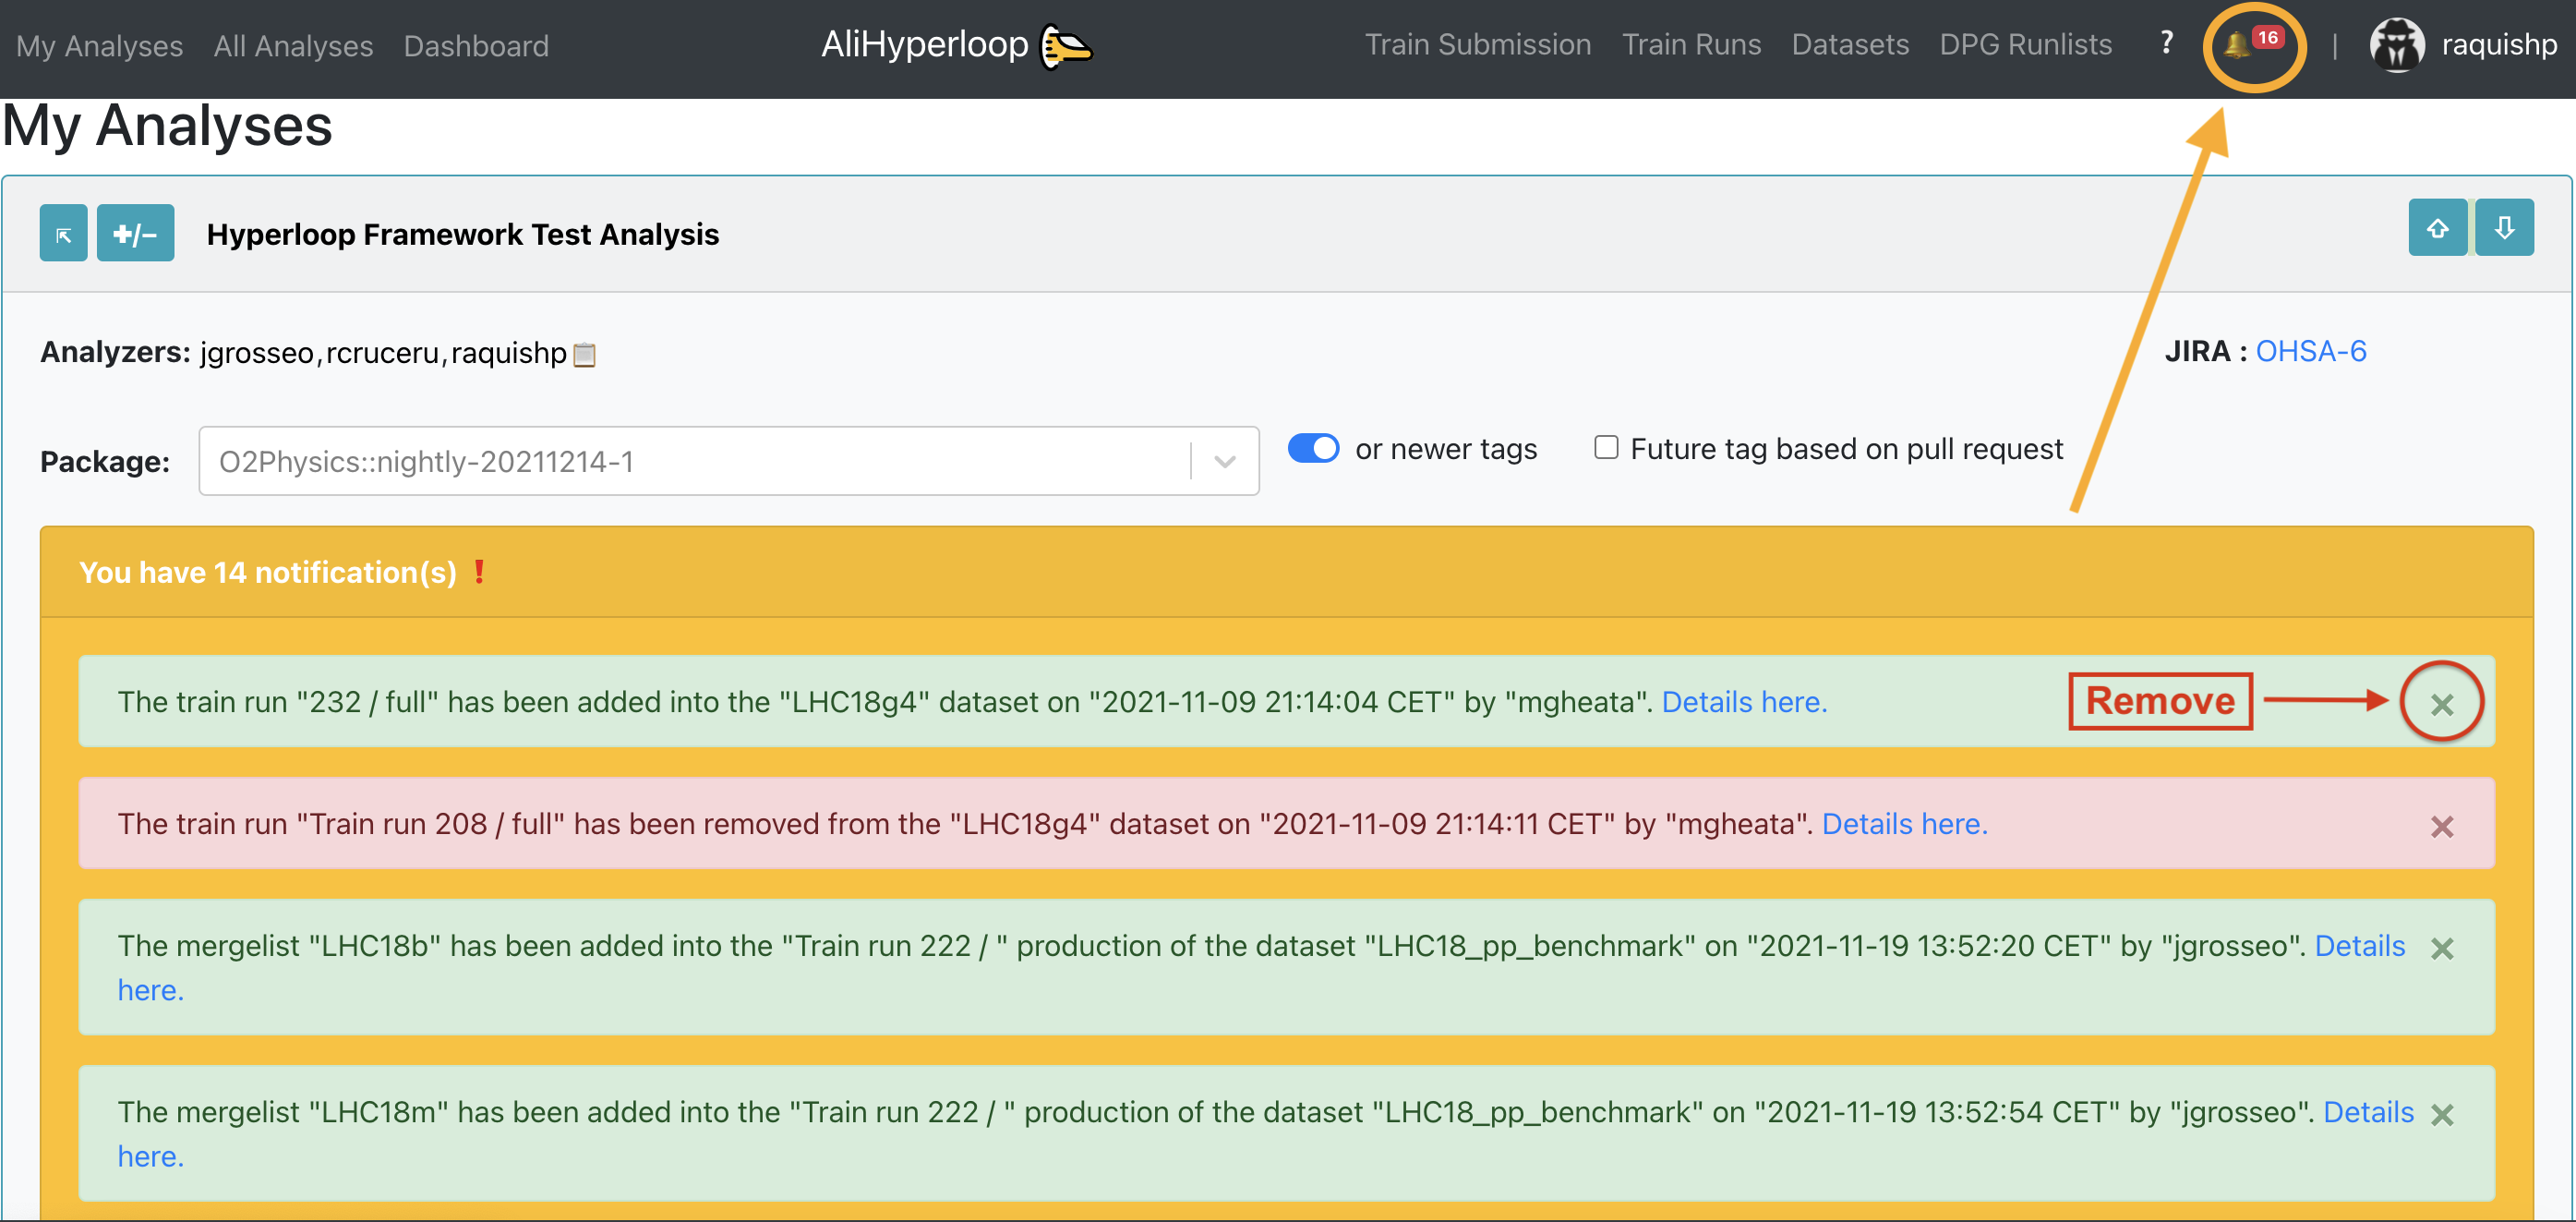 My Analyses All Analyses Dashboard AliHyperloop Train Submission Train Runs Datasets DPG Runlists ? 16 | raquishp
My Analyses
+/- Hyperloop Framework Test Analysis
Analyzers: jgrosseo,rcruceru,raquishp JIRA : OHSA-6
Package: O2Physics::nightly-20211214-1 or newer tags Future tag based on pull request
You have 14 notification(s) !
The train run "232 / full" has been added into the "LHC18g4" dataset on "2021-11-09 21:14:04 CET" by "mgheata". Details here. Remove ×
The train run "Train run 208 / full" has been removed from the "LHC18g4" dataset on "2021-11-09 21:14:11 CET" by "mgheata". Details here. ×
The mergelist "LHC18b" has been added into the "Train run 222 / " production of the dataset "LHC18_pp_benchmark" on "2021-11-19 13:52:20 CET" by "jgrosseo". Details ×
here.
The mergelist "LHC18m" has been added into the "Train run 222 / " production of the dataset "LHC18_pp_benchmark" on "2021-11-19 13:52:54 CET" by "jgrosseo". Details ×
here.